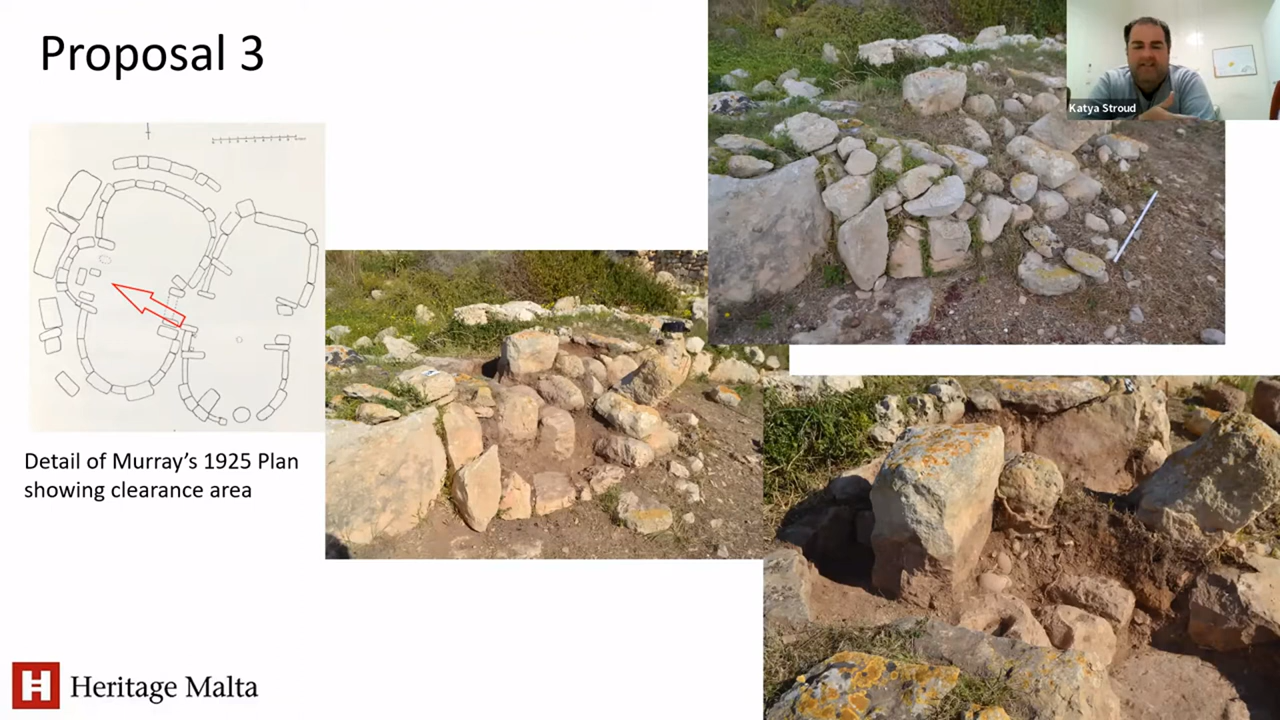 Proposal 3
Katya Stroud
Detail of Murray's 1925 Plan
showing clearance area
Heritage Malta